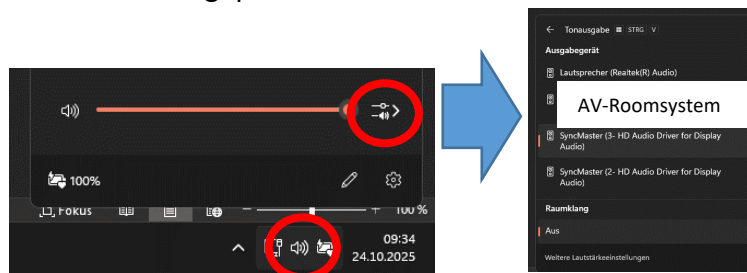 100%
Fokus
100 %
09:34
24.10.2025
← Tonausgabe STRG V
Ausgabegerät
Lautsprecher (Realtek(R) Audio)
AV-Roomsystem
SyncMaster (3- HD Audio Driver for Display
Audio)
SyncMaster (2- HD Audio Driver for Display
Audio)
Raumklang
Aus
Weitere Lautstärkeeinstellungen